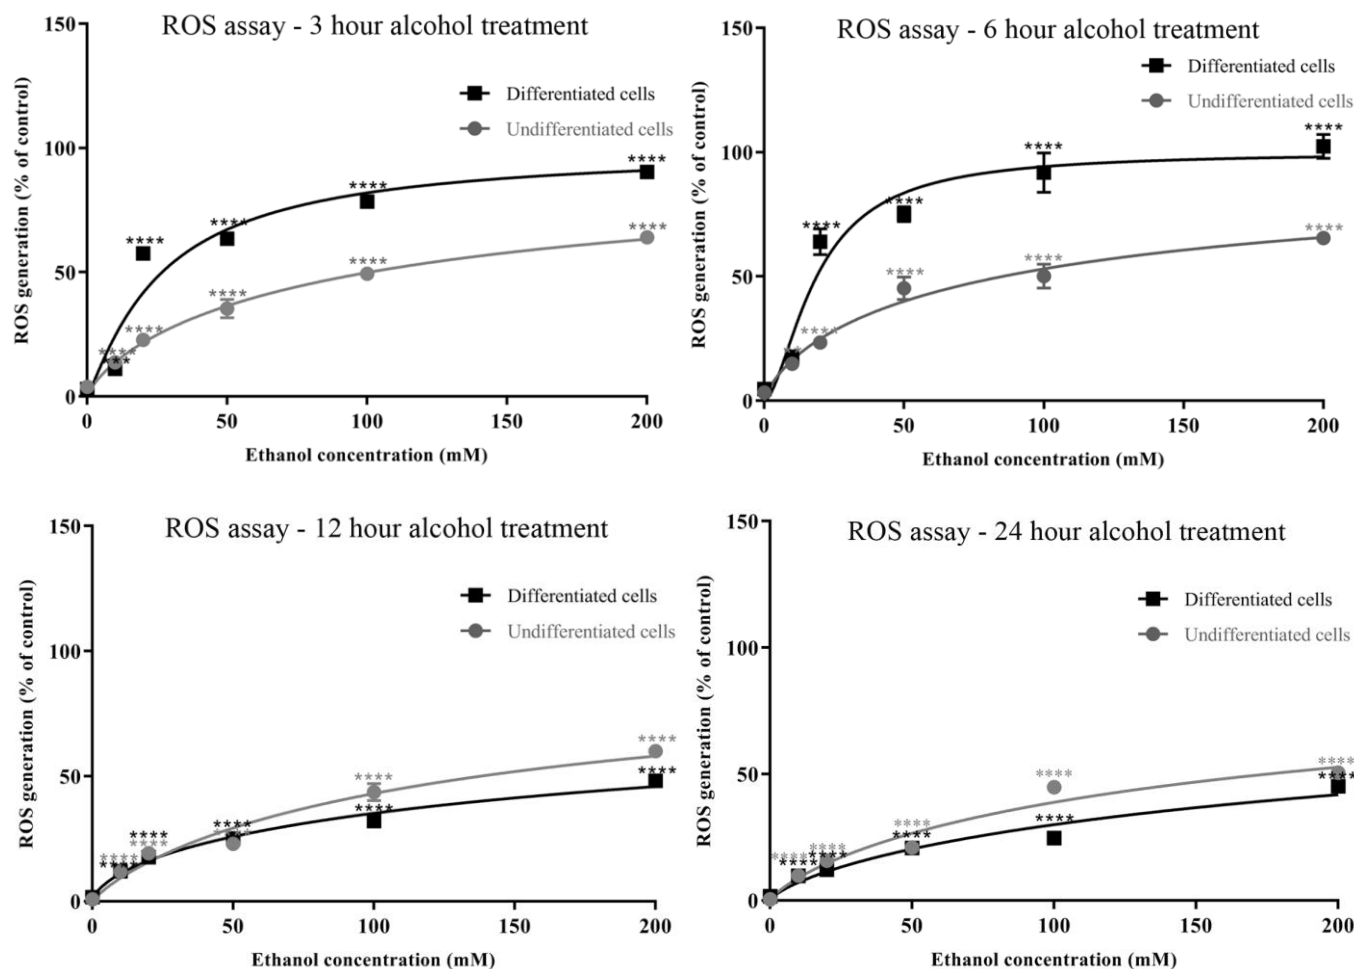 ROS assay - 3 hour alcohol treatment
150
100
50
0
ROS generation (% of control)
Differentiated cells
Undifferentiated cells
****
****
****
****
****
****
****
****
****
****
0 50 100 150 200
Ethanol concentration (mM)
ROS assay - 6 hour alcohol treatment
150
100
50
0
ROS generation (% of control)
Differentiated cells
Undifferentiated cells
****
****
****
****
****
****
****
****
**
0 50 100 150 200
Ethanol concentration (mM)
ROS assay - 12 hour alcohol treatment
150
100
50
0
ROS generation (% of control)
Differentiated cells
Undifferentiated cells
****
****
****
****
****
****
****
****
****
****
0 50 100 150 200
Ethanol concentration (mM)
ROS assay - 24 hour alcohol treatment
150
100
50
0
ROS generation (% of control)
Differentiated cells
Undifferentiated cells
****
****
****
****
****
****
****
****
****
****
0 50 100 150 200
Ethanol concentration (mM)